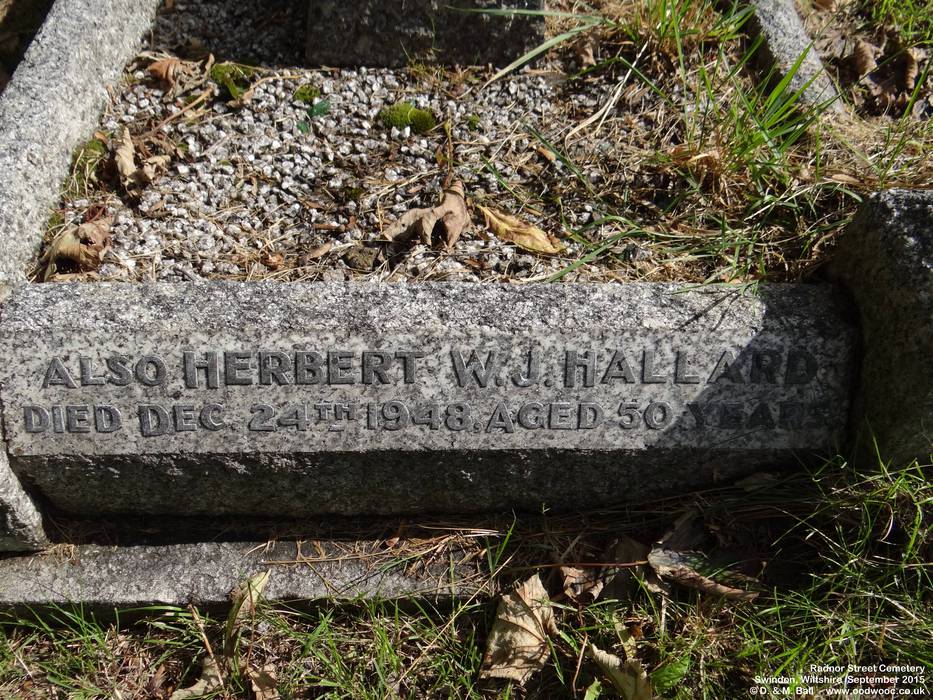 ALSO HERBERT W. J. HALLARD
DIED DEC. 24TH 1948. AGED 50 YEARS
Radnor Street Cemetery
Swindon, Wiltshire (September 2015)
© D. & M. Ball www.oodwooc.co.uk